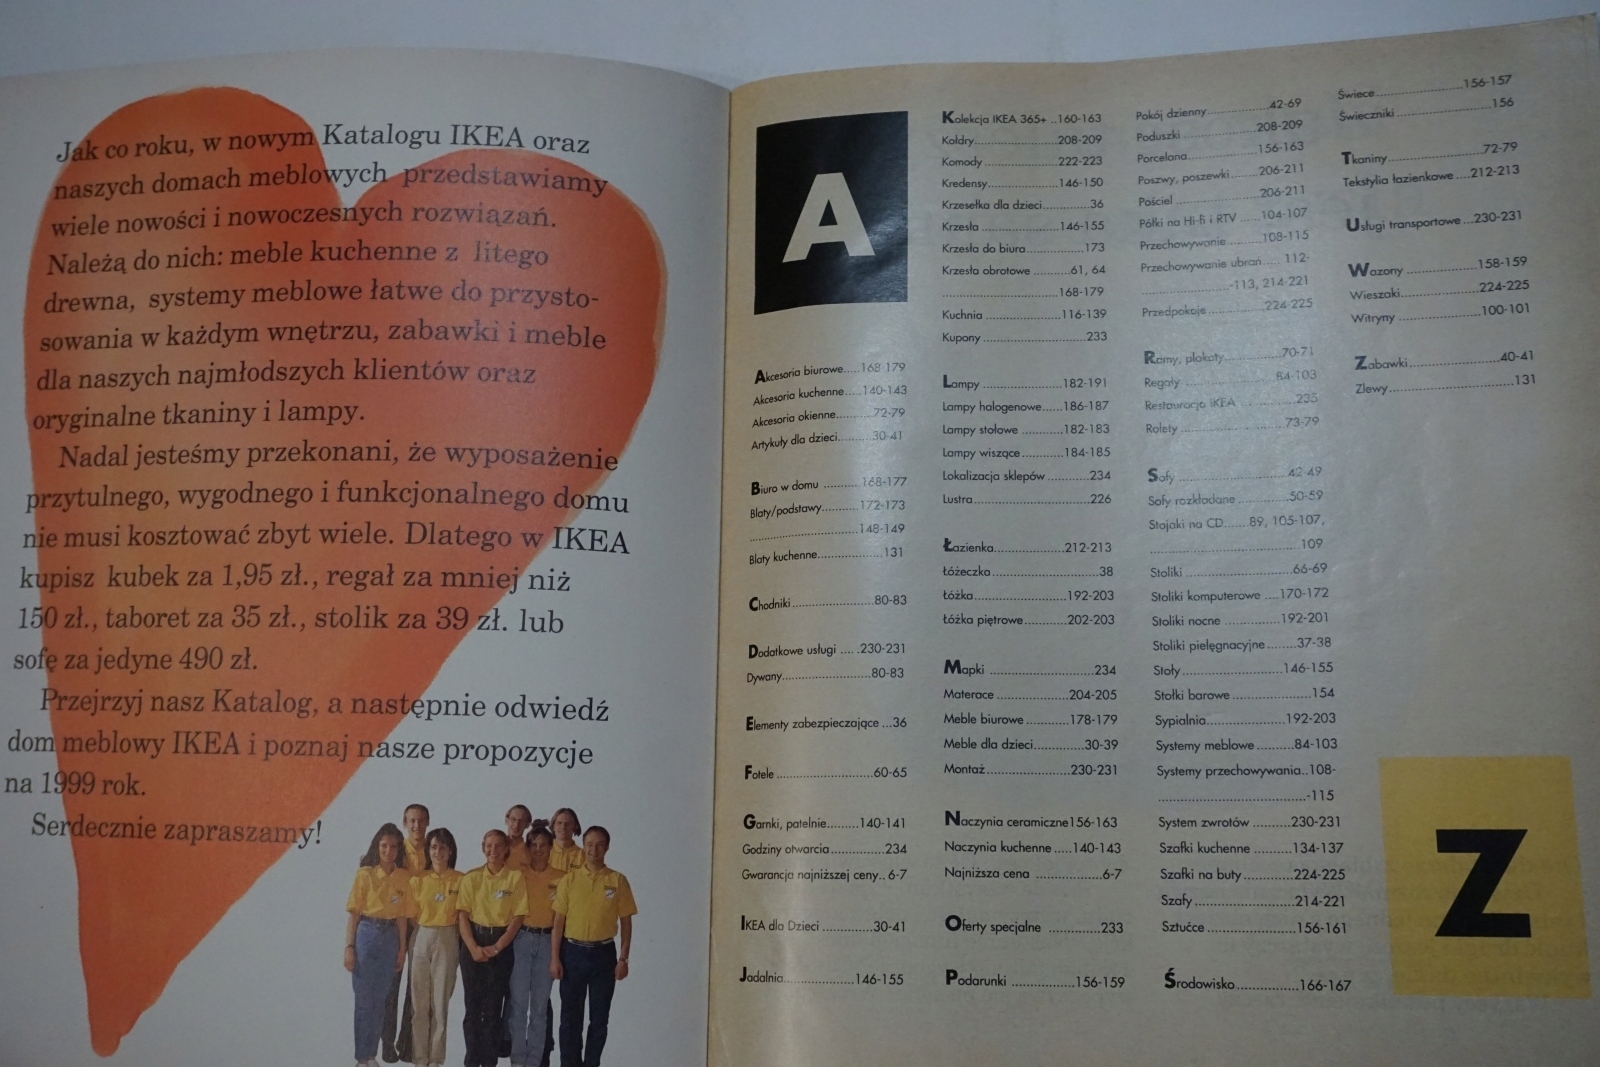 Jak co roku, w nowym Katalogu IKEA oraz
naszych domach meblowych przedstawiamy
wiele nowości i nowoczesnych rozwiązań.
Należą do nich: meble kuchenne z litego
drewna, systemy meblowe łatwe do przysto-
sowania w każdym wnętrzu, zabawki i meble
dla naszych najmłodszych klientów oraz
oryginalne tkaniny i lampy.
Nadal jesteśmy przekonani, że wyposażenie
przytulnego, wygodnego i funkcjonalnego domu
nie musi kosztować zbyt wiele. Dlatego w IKEA
kupisz kubek za 1,95 zł., regał za mniej niż
150 zł., taboret za 35 zł., stolik za 39 zł. lub
sofę za jedyne 490 zł.
Przejrzyj nasz Katalog, a następnie odwiedź
dom meblowy IKEA i poznaj nasze propozycje
na 1999 rok.
Serdecznie zapraszamy!
A
Akcesoria biurowe.....168-179
Akcesoria kuchenne....140-143
Akcesoria okienne.........72-79
Artykuły dla dzieci.........30-41
Biuro w domu .........168-177
Blaty/podstawy.........172-173
..............................148-149
Blaty kuchenne................131
Chodniki.....................80-83
Dodatkowe usługi .....230-231
Dywany.......................80-83
Elementy zabezpieczające ...36
Fotele ........................60-65
Garnki, patelnie.........140-141
Godziny otwarcia..............234
Gwarancja najniższej ceny.. 6-7
IKEA dla Dzieci ..............30-41
Jadalnia...................146-155
Kolekcja IKEA 365+ ..160-163
Kołdry......................208-209
Komody ...................222-223
Kredensy...................146-150
Krzesełka dla dzieci.............36
Krzesła .....................146-155
Krzesła do biura...............173
Krzesła obrotowe .........61, 64
..............................168-179
Kuchnia ...................116-139
Kupony ..........................233
Lampy .....................182-191
Lampy halogenowe......186-187
Lampy stołowe ..........182-183
Lampy wiszące...........184-185
Lokalizacja sklepów ...........234
Lustra.............................226
Łazienka...................212-213
Łóżeczka..........................38
Łóżka.......................192-203
Łóżka piętrowe...........202-203
Mapki ............................234
Materace ..................204-205
Meble biurowe ...........178-179
Meble dla dzieci.............30-39
Montaż.....................230-231
Naczynia ceramiczne156-163
Naczynia kuchenne .....140-143
Najniższa cena .................6-7
Oferty specjalne ..............233
Podarunki .................156-159
Pokój dzienny.................42-69
Poduszki ..................208-209
Porcelana..................156-163
Poszwy, poszewki.......206-211
Pościel .....................206-211
Półki na Hi-fi i RTV .....104-107
Przechowywanie .........108-115
Przechowywanie ubrań..... 112-
........................-113, 214-221
Przedpokoje...............224-225
Ramy, plakaty...............70-71
Regały ......................84-103
Restauracja IKEA ..............235
Rolety .........................73-79
Sofy ...........................42-49
Sofy rozkładane ..............50-59
Stojaki na CD.......89, 105-107,
....................................109
Stoliki ..........................66-69
Stoliki komputerowe ....170-172
Stoliki nocne .............192-201
Stoliki pielęgnacyjne........37-38
Stoły........................146-155
Stołki barowe ..................154
Sypialnia...................192-203
Systemy meblowe .........84-103
Systemy przechowywania..108-
......................................-115
System zwrotów .........230-231
Szafki kuchenne .........134-137
Szafki na buty.............224-225
Szafy .......................214-221
Sztućce ....................156-161
Środowisko...............166-167
Świece.....................156-157
Świeczniki.......................156
Tkaniny.......................72-79
Tekstylia łazienkowe ....212-213
Usługi transportowe ...230-231
Wazony ...................158-159
Wieszaki...................224-225
Witryny ....................100-101
Zabawki......................40-41
Zlewy.............................131
Z